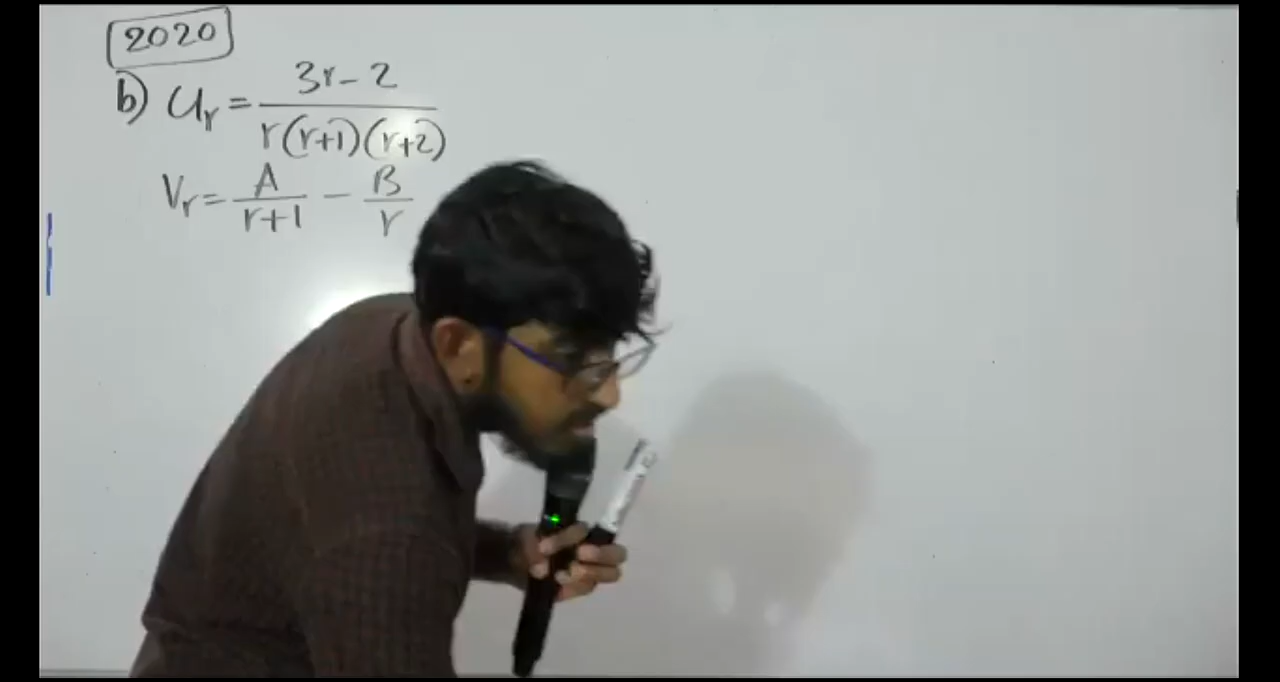 2020
b) Ur = 3r-2 / r(r+1)(r+2)
Vr = A / r+1 - B / r